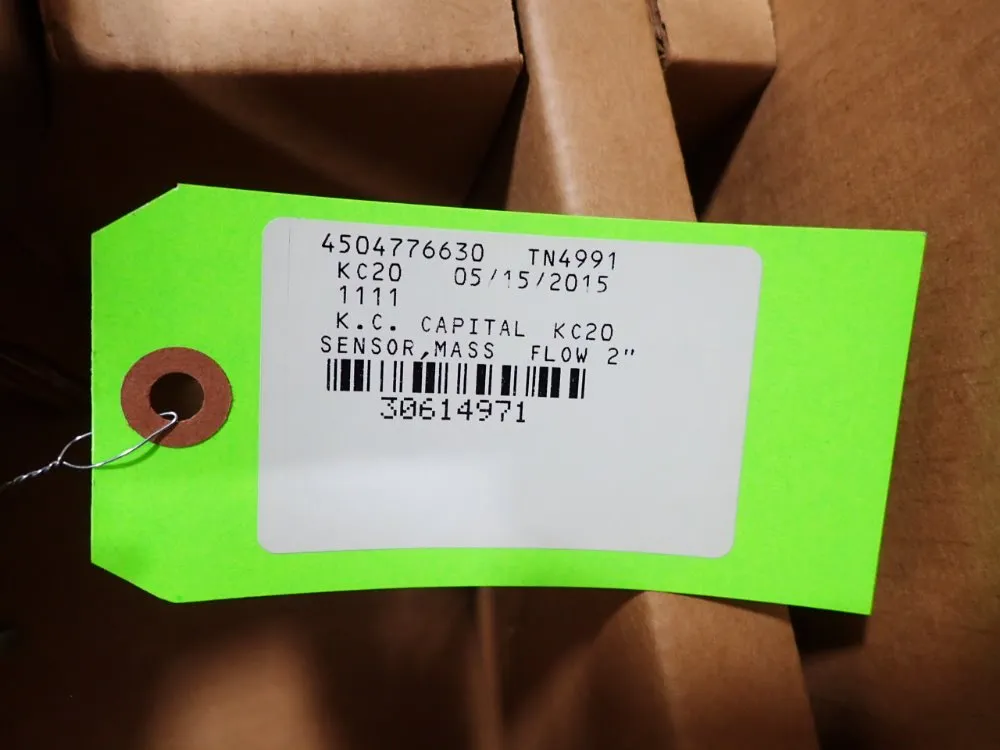 4504776630 TN4991
KC20 05/15/2015
1111
K.C. CAPITAL KC20
SENSOR,MASS FLOW 2"
30614971